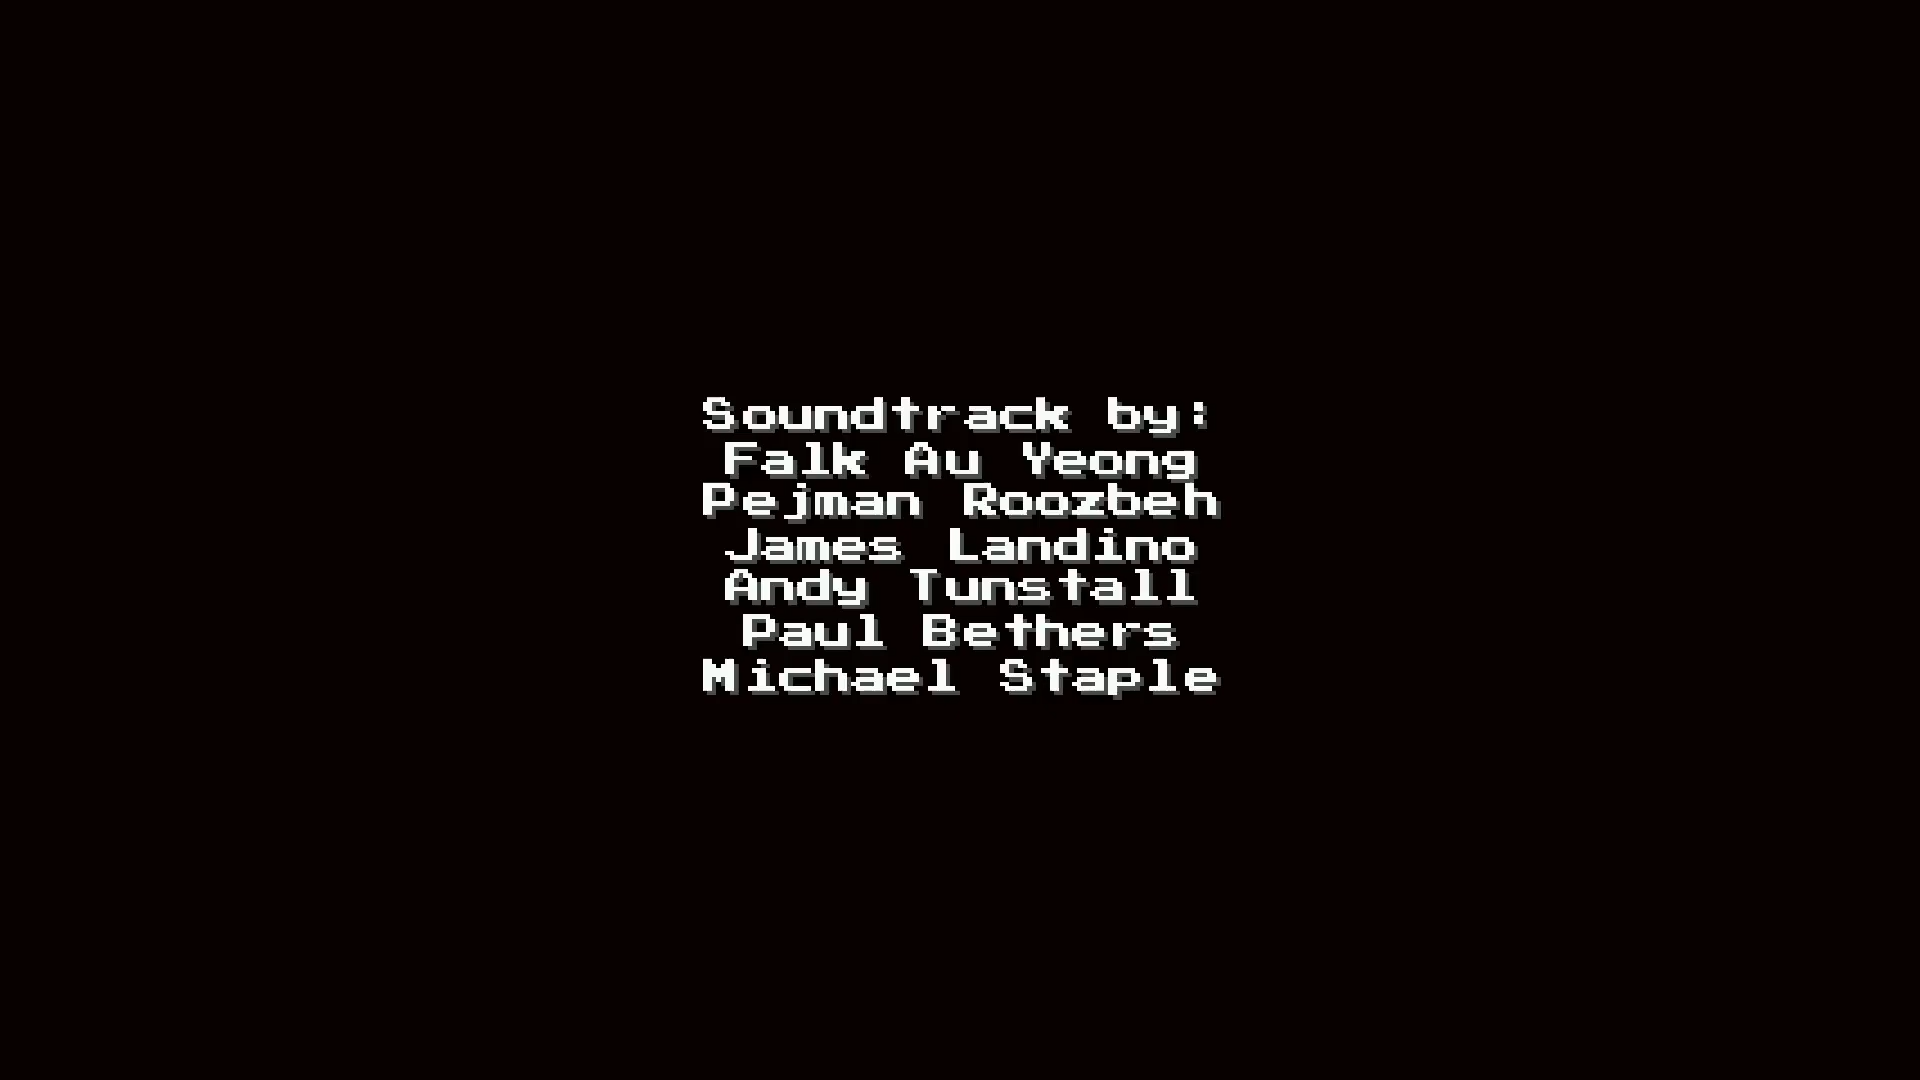 Soundtrack by:
Falk Au Yeong
Pejman Roozbeh
James Landino
Andy Tunstall
Paul Bethers
Michael Staple